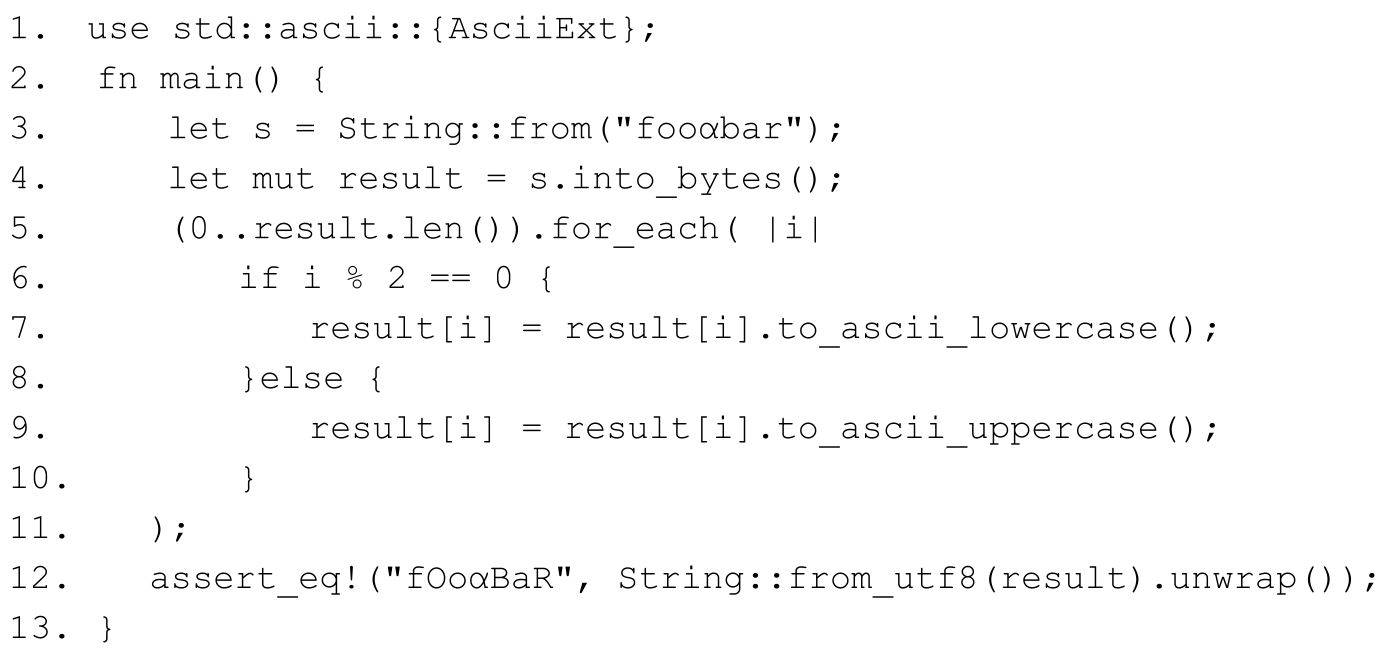 1. use std::ascii::{AsciiExt};
2. fn main() {
3. let s = String::from("fooαbar");
4. let mut result = s.into_bytes();
5. (0..result.len()).for_each( |i|
6. if i % 2 == 0 {
7. result[i] = result[i].to_ascii_lowercase();
8. }else {
9. result[i] = result[i].to_ascii_uppercase();
10. }
11. );
12. assert_eq!("fOoαBaR", String::from_utf8(result).unwrap());
13. }